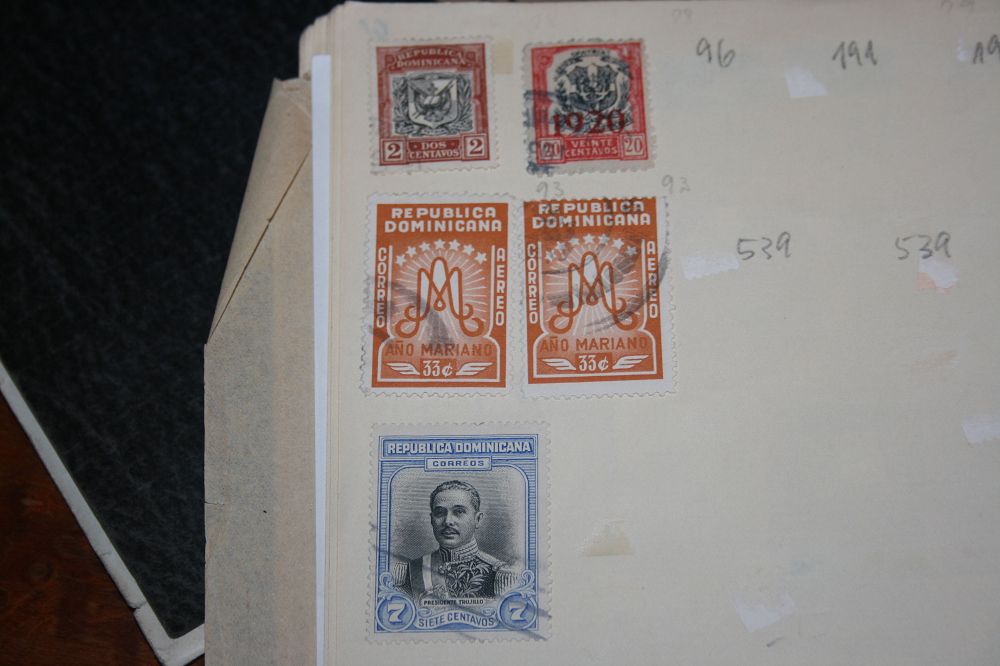 REPUBLICA
DOMINICANA
2 DOS CENTAVOS 2
1920
20 VEINTE CENTAVOS 20
96
191
19
93
93
REPUBLICA
DOMINICANA
CORREO
AEREO
AÑO MARIANO
33¢
REPUBLICA
DOMINICANA
CORREO
AEREO
AÑO MARIANO
33¢
539
539
REPUBLICA DOMINICANA
CORREOS
PRESIDENTE TRUJILLO
7 SIETE CENTAVOS 7